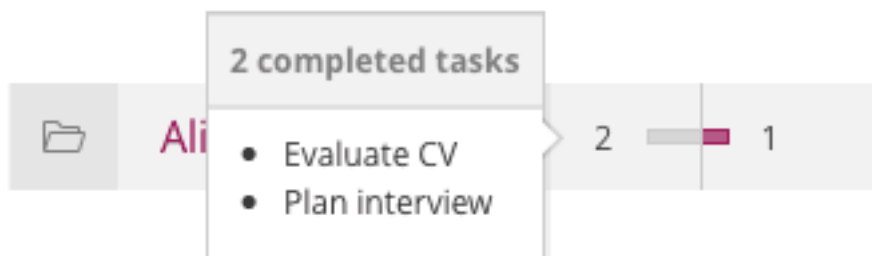 2 completed tasks
Ali
2
1
Evaluate CV
Plan interview